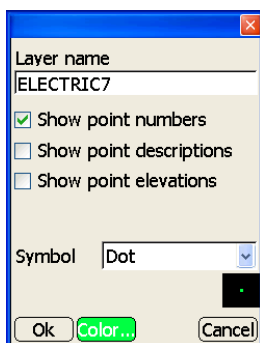 Layer name
ELECTRIC7
Show point numbers
Show point descriptions
Show point elevations
Symbol Dot
Ok Color... Cancel